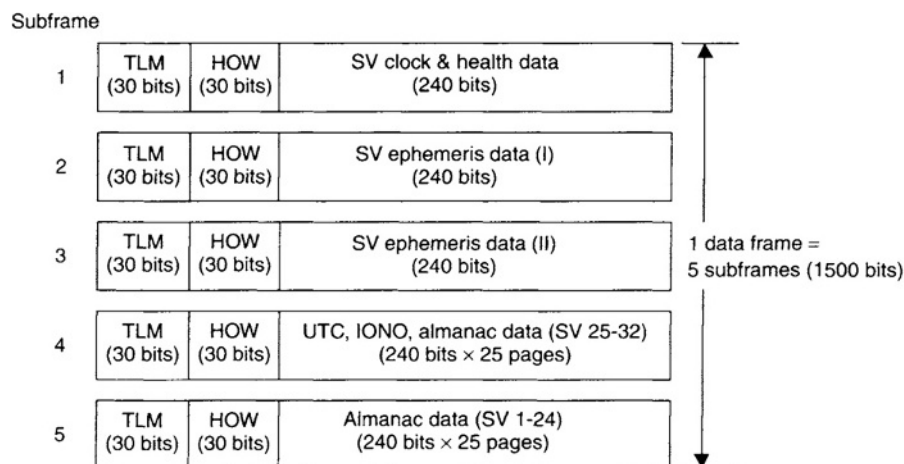 Subframe
1
TLM
(30 bits)
HOW
(30 bits)
SV clock & health data
(240 bits)
2
TLM
(30 bits)
HOW
(30 bits)
SV ephemeris data (I)
(240 bits)
3
TLM
(30 bits)
HOW
(30 bits)
SV ephemeris data (II)
(240 bits)
4
TLM
(30 bits)
HOW
(30 bits)
UTC, IONO, almanac data (SV 25-32)
(240 bits × 25 pages)
5
TLM
(30 bits)
HOW
(30 bits)
Almanac data (SV 1-24)
(240 bits × 25 pages)
1 data frame =
5 subframes (1500 bits)